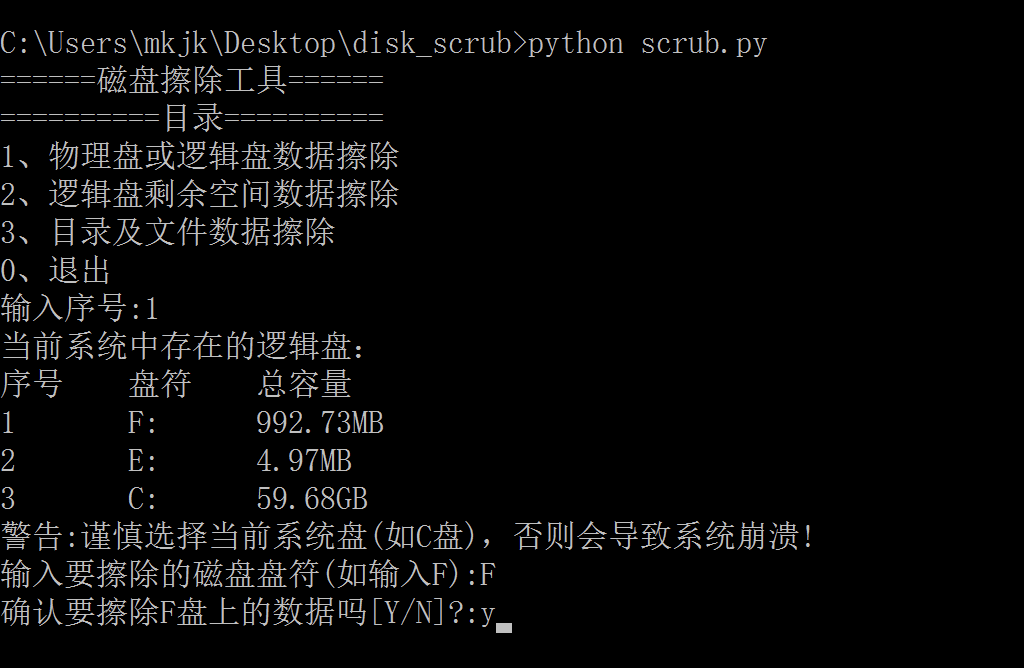 C:\Users\mkjk\Desktop\disk_scrub>python scrub.py
======磁盘擦除工具======
==========目录==========
1、物理盘或逻辑盘数据擦除
2、逻辑盘剩余空间数据擦除
3、目录及文件数据擦除
0、退出
输入序号:1
当前系统中存在的逻辑盘：
序号 盘符 总容量
1 F: 992.73MB
2 E: 4.97MB
3 C: 59.68GB
警告:谨慎选择当前系统盘(如C盘)，否则会导致系统崩溃!
输入要擦除的磁盘盘符(如输入F):F
确认要擦除F盘上的数据吗[Y/N]?:y